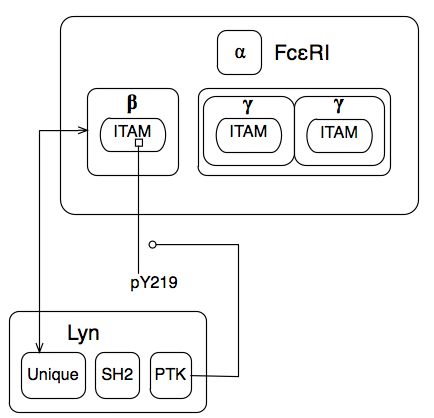 α FcεRI
β γ γ
ITAM ITAM ITAM
pY219
Lyn
Unique SH2 PTK